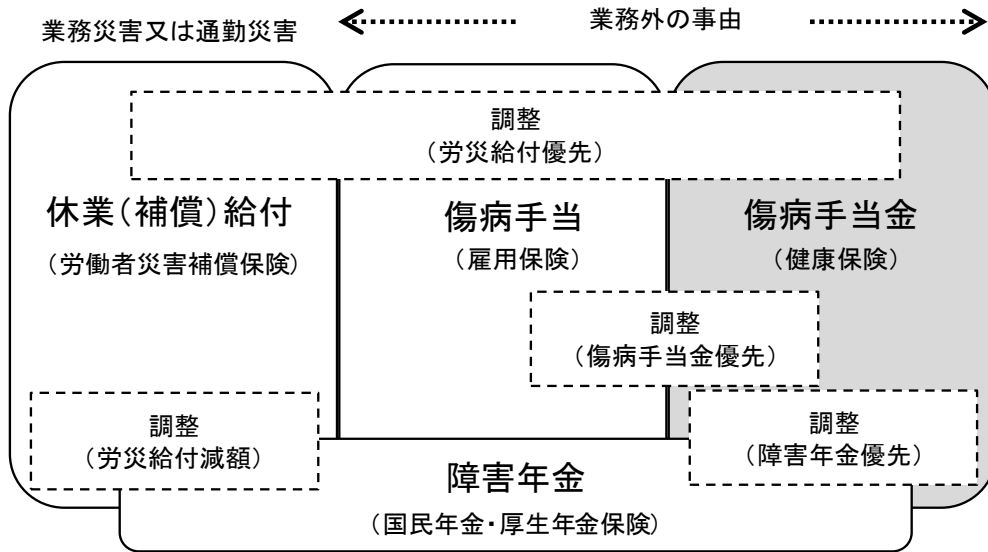 業務災害又は通勤災害
業務外の事由
調整
（労災給付優先）
休業（補償）給付
（労働者災害補償保険）
傷病手当
（雇用保険）
傷病手当金
（健康保険）
調整
（傷病手当金優先）
調整
（労災給付減額）
調整
（障害年金優先）
障害年金
（国民年金・厚生年金保険）